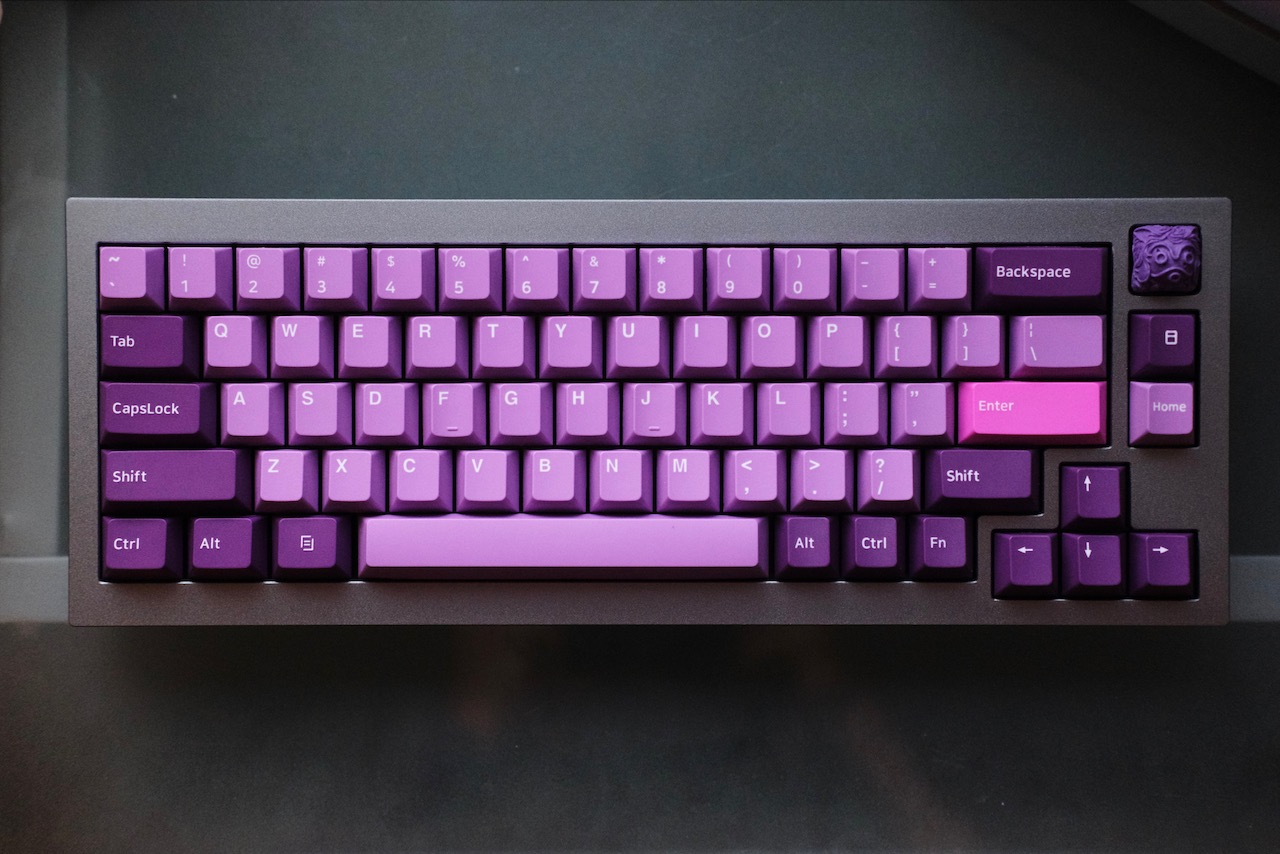 ~ ! @ # $ % ^ & * ( ) – +
` 1 2 3 4 5 6 7 8 9 0 - = Backspace
Tab Q W E R T Y U I O P { } ¦
[ ] \
CapsLock A S D F G H J K L : ” Enter Home
; ,
Shift Z X C V B N M < > ? Shift ↑
, . /
Ctrl Alt Alt Ctrl Fn ← ↓ →